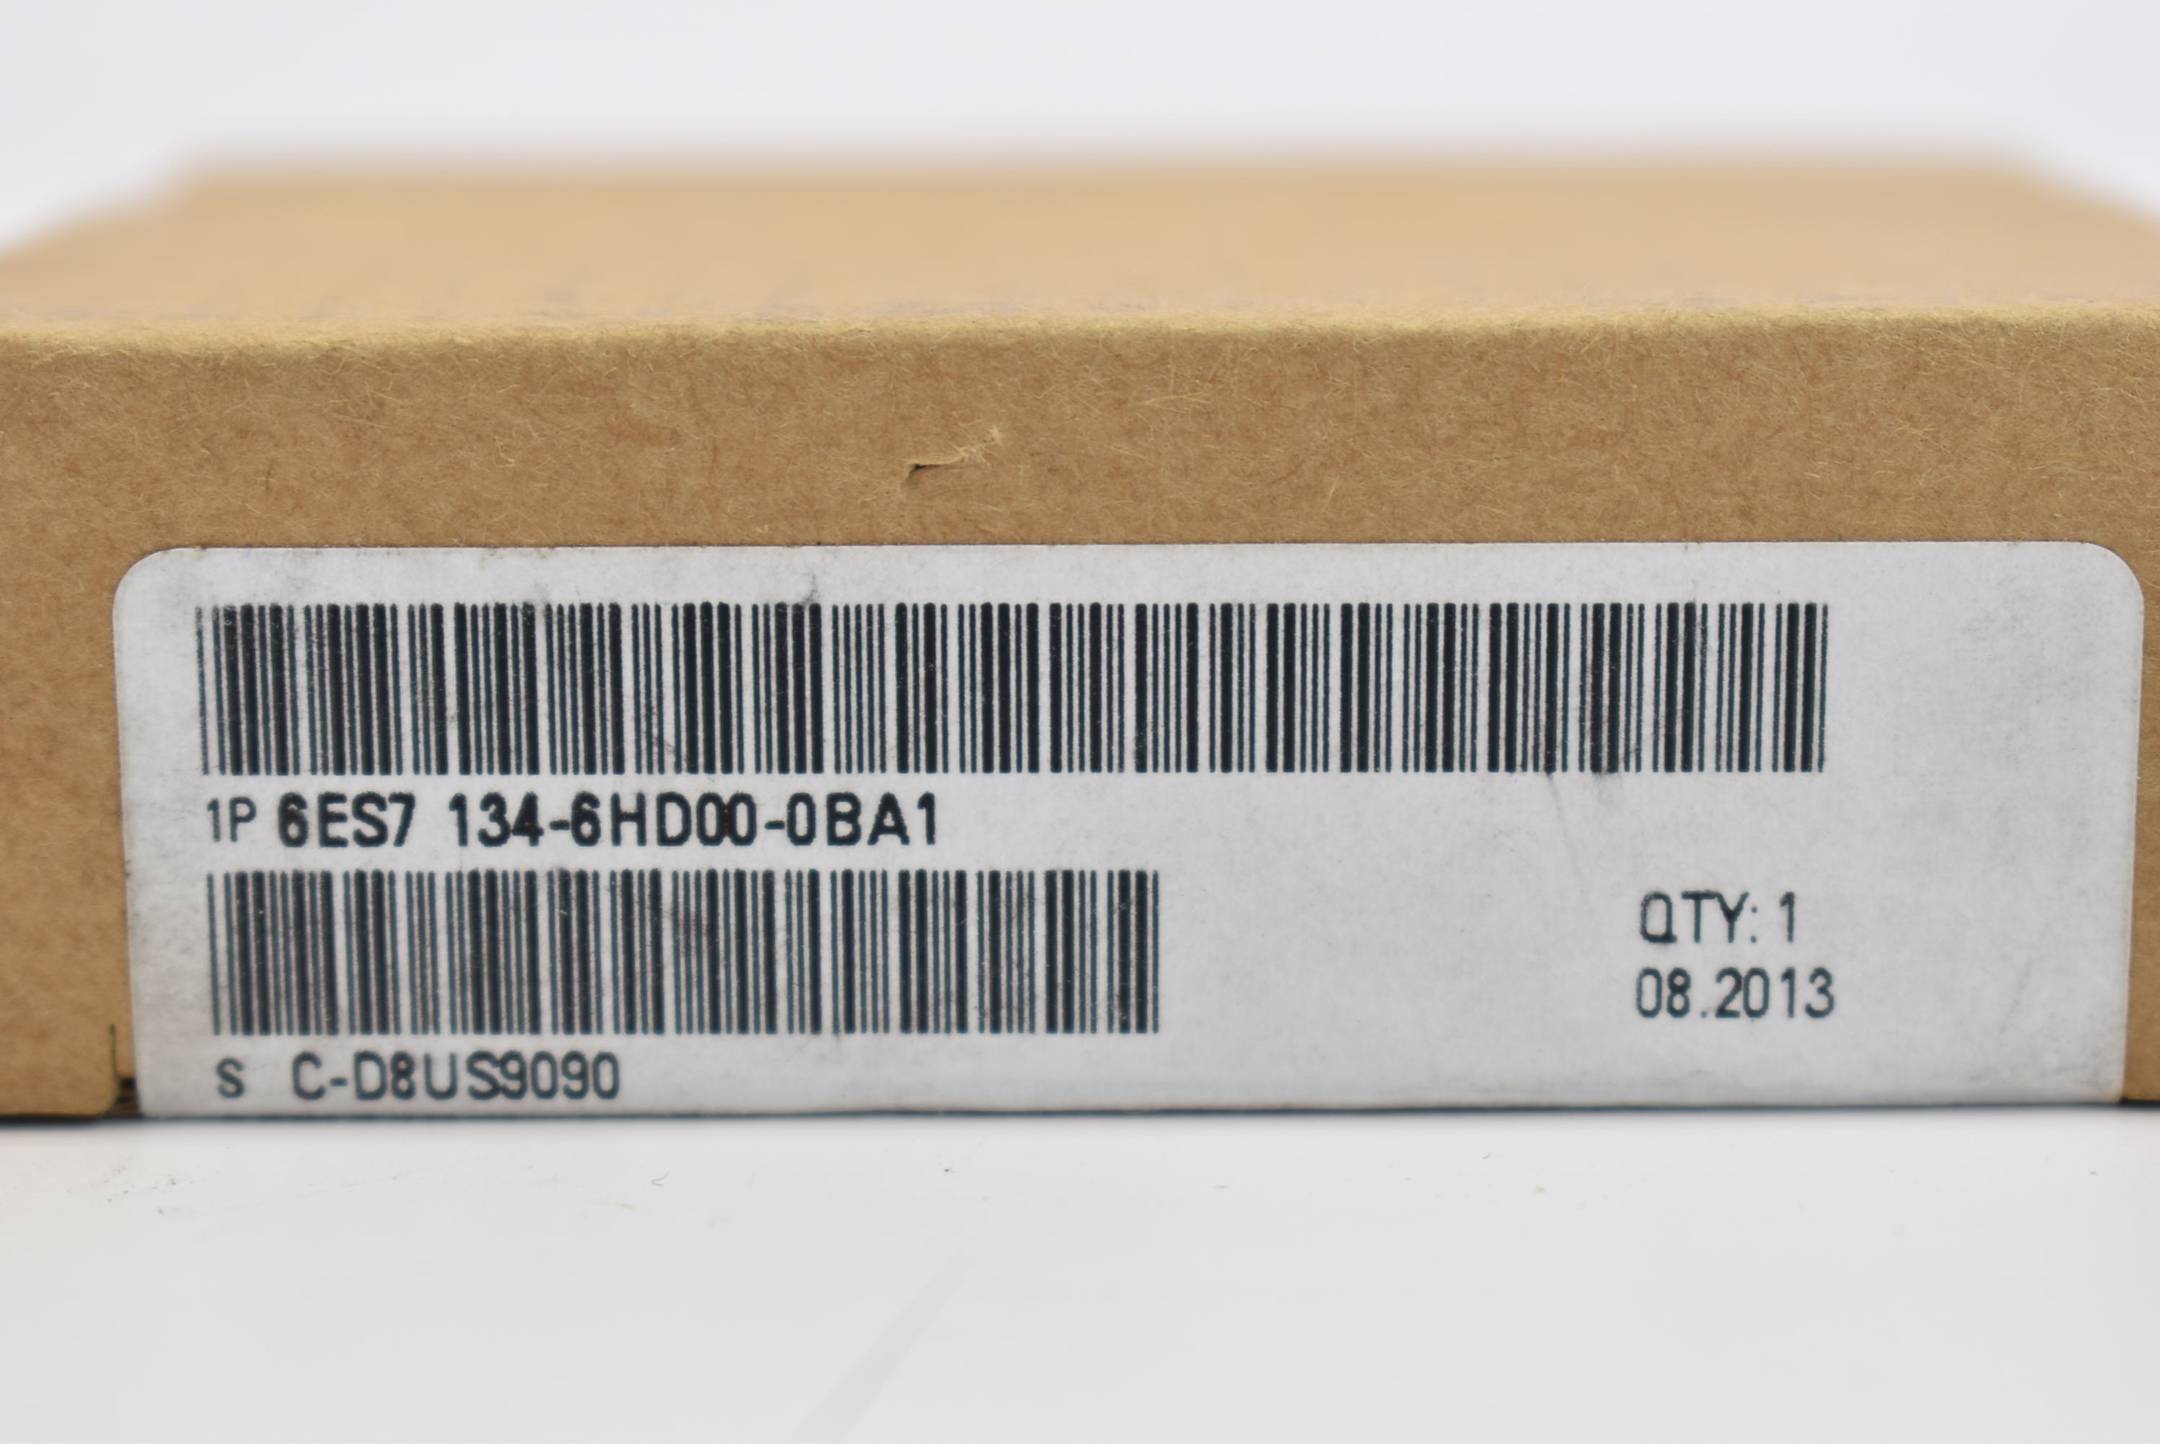 1P 6ES7 134-6HD00-0BA1
QTY: 1
08.2013
S C-D8US9090